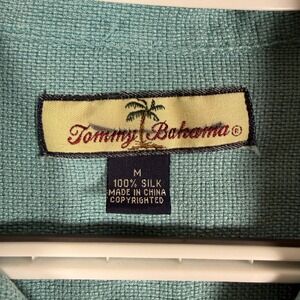 Tommy Bahama®
M
100% SILK
MADE IN CHINA
COPYRIGHTED